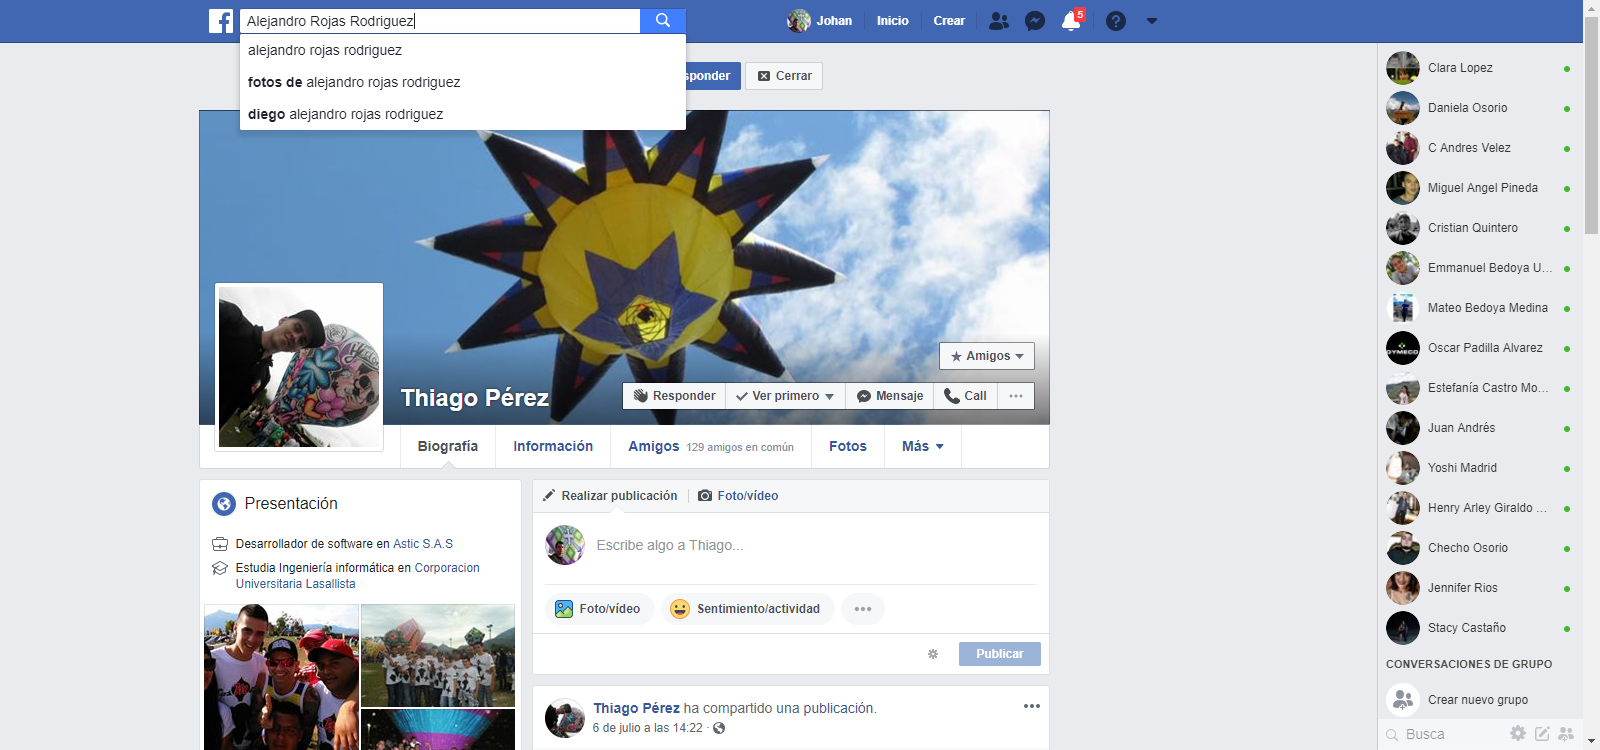 Alejandro Rojas Rodriguez
Johan
Inicio
Crear
5
alejandro rojas rodriguez
fotos de alejandro rojas rodriguez
diego alejandro rojas rodriguez
Cerrar
Thiago Pérez
Amigos
Responder
Ver primero
Mensaje
Call
Biografía
Información
Amigos 129 amigos en común
Fotos
Más
Presentación
Desarrollador de software en Astic S.A.S
Estudia Ingeniería informática en Corporacion
Universitaria Lasallista
Realizar publicación
Foto/vídeo
Escribe algo a Thiago...
Foto/vídeo
Sentimiento/actividad
Publicar
Thiago Pérez ha compartido una publicación.
6 de julio a las 14:22 ·
Clara Lopez
Daniela Osorio
C Andres Velez
Miguel Angel Pineda
Cristian Quintero
Emmanuel Bedoya U...
Mateo Bedoya Medina
Oscar Padilla Alvarez
Estefanía Castro Mo...
Juan Andrés
Yoshi Madrid
Henry Arley Giraldo ...
Checho Osorio
Jennifer Rios
Stacy Castaño
CONVERSACIONES DE GRUPO
Crear nuevo grupo
Busca